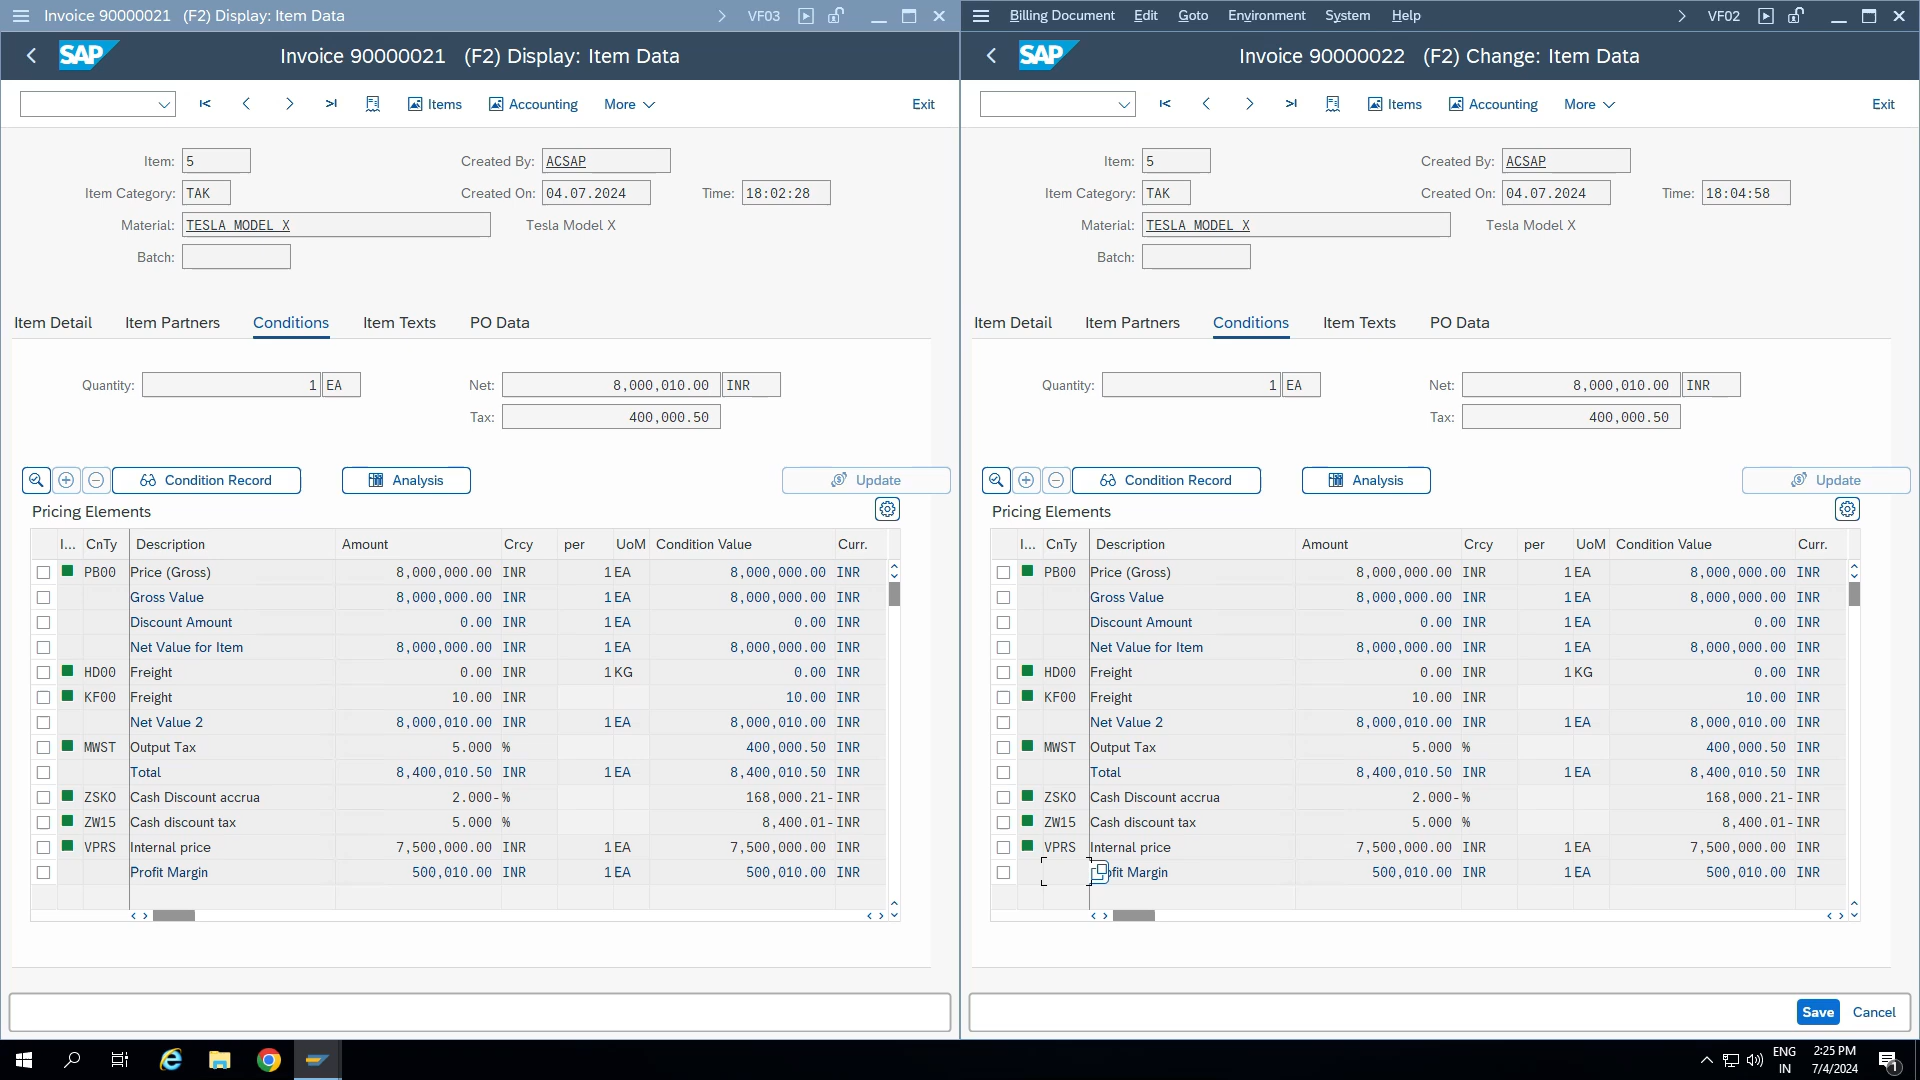 Invoice 90000021 (F2) Display: Item Data
VF03
SAP
Invoice 90000021 (F2) Display: Item Data
Items
Accounting
More
Exit
Item: 5
Created By: ACSAP
Item Category: TAK
Created On: 04.07.2024
Time: 18:02:28
Material: TESLA MODEL X
Tesla Model X
Batch:
Item Detail
Item Partners
Conditions
Item Texts
PO Data
Quantity: 1 EA
Net: 8,000,010.00 INR
Tax: 400,000.50
Condition Record
Analysis
Update
Pricing Elements
I... CnTy Description Amount Crcy per UoM Condition Value Curr.
PB00 Price (Gross) 8,000,000.00 INR 1 EA 8,000,000.00 INR
Gross Value 8,000,000.00 INR 1 EA 8,000,000.00 INR
Discount Amount 0.00 INR 1 EA 0.00 INR
Net Value for Item 8,000,000.00 INR 1 EA 8,000,000.00 INR
HD00 Freight 0.00 INR 1 KG 0.00 INR
KF00 Freight 10.00 INR 10.00 INR
Net Value 2 8,000,010.00 INR 1 EA 8,000,010.00 INR
MWST Output Tax 5.000 % 400,000.50 INR
Total 8,400,010.50 INR 1 EA 8,400,010.50 INR
ZSKO Cash Discount accrua 2.000- % 168,000.21- INR
ZW15 Cash discount tax 5.000 % 8,400.01- INR
VPRS Internal price 7,500,000.00 INR 1 EA 7,500,000.00 INR
Profit Margin 500,010.00 INR 1 EA 500,010.00 INR
Billing Document Edit Goto Environment System Help
VF02
SAP
Invoice 90000022 (F2) Change: Item Data
Items
Accounting
More
Exit
Item: 5
Created By: ACSAP
Item Category: TAK
Created On: 04.07.2024
Time: 18:04:58
Material: TESLA MODEL X
Tesla Model X
Batch:
Item Detail
Item Partners
Conditions
Item Texts
PO Data
Quantity: 1 EA
Net: 8,000,010.00 INR
Tax: 400,000.50
Condition Record
Analysis
Update
Pricing Elements
I... CnTy Description Amount Crcy per UoM Condition Value Curr.
PB00 Price (Gross) 8,000,000.00 INR 1 EA 8,000,000.00 INR
Gross Value 8,000,000.00 INR 1 EA 8,000,000.00 INR
Discount Amount 0.00 INR 1 EA 0.00 INR
Net Value for Item 8,000,000.00 INR 1 EA 8,000,000.00 INR
HD00 Freight 0.00 INR 1 KG 0.00 INR
KF00 Freight 10.00 INR 10.00 INR
Net Value 2 8,000,010.00 INR 1 EA 8,000,010.00 INR
MWST Output Tax 5.000 % 400,000.50 INR
Total 8,400,010.50 INR 1 EA 8,400,010.50 INR
ZSKO Cash Discount accrua 2.000- % 168,000.21- INR
ZW15 Cash discount tax 5.000 % 8,400.01- INR
VPRS Internal price 7,500,000.00 INR 1 EA 7,500,000.00 INR
ofit Margin 500,010.00 INR 1 EA 500,010.00 INR
Save
Cancel
ENG
IN
2:25 PM
7/4/2024
1